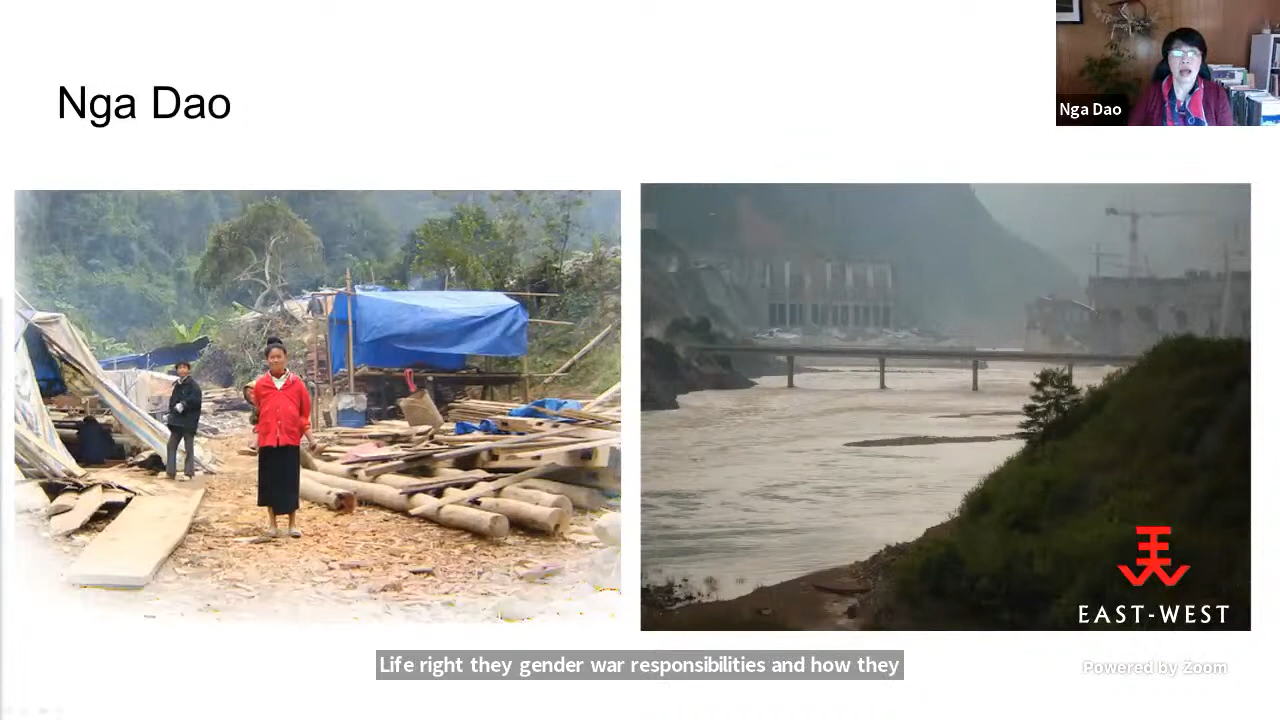 Nga Dao
Nga Dao
EAST-WEST
Life right they gender war responsibilities and how they
Powered by Zoom